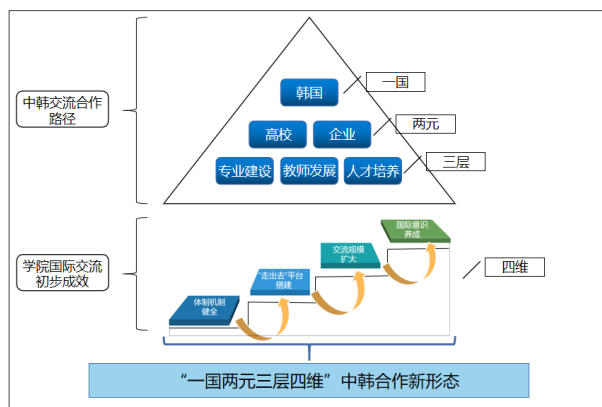 韩国
一国
中韩交流合作
路径
高校
企业
两元
专业建设
教师发展
人才培养
三层
国际意识
养成
交流规模
扩大
学院国际交流
初步成效
四维
"走出去"平台
搭建
体制机制
健全
“一国两元三层四维”中韩合作新形态